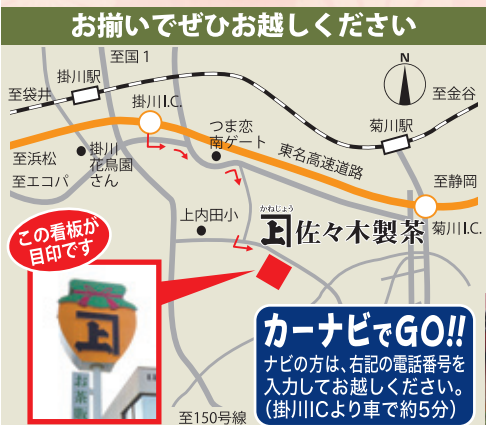 お揃いでぜひお越しください
至国1
N
掛川駅
至袋井
掛川I.C.
至金谷
つま恋
南ゲート
菊川駅
東名高速道路
掛川
花鳥園
さん
至浜松
至エコパ
至静岡
上内田小
かねじょう
上 佐々木製茶
菊川I.C.
この看板が
目印です
上
お茶
カーナビでGO!!
ナビの方は、右記の電話番号を
入力してお越しください。
(掛川ICより車で約5分)
至150号線